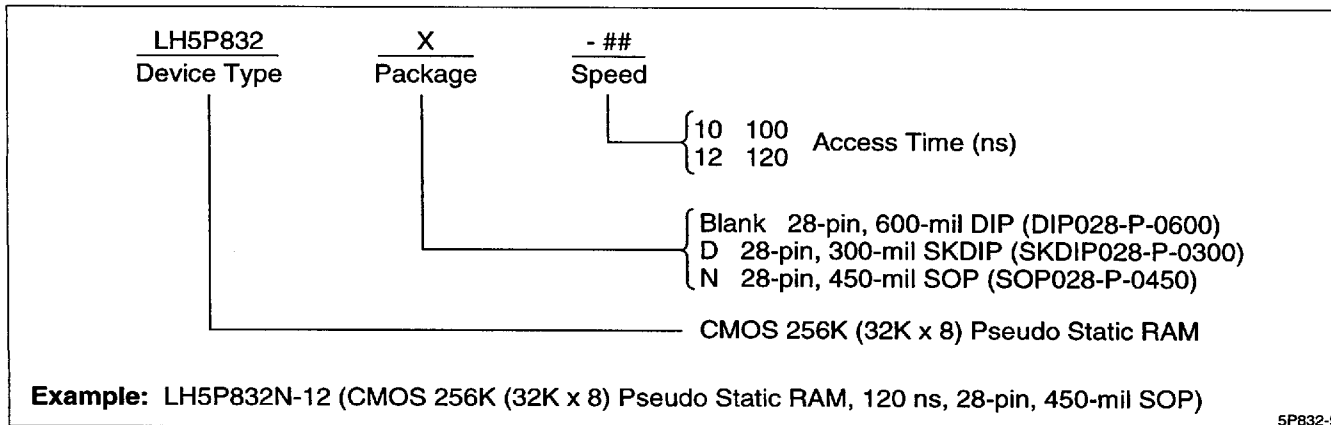 LH5P832 X - ##
Device Type Package Speed
10 100
12 120
Access Time (ns)
Blank 28-pin, 600-mil DIP (DIP028-P-0600)
D 28-pin, 300-mil SKDIP (SKDIP028-P-0300)
N 28-pin, 450-mil SOP (SOP028-P-0450)
CMOS 256K (32K x 8) Pseudo Static RAM
Example: LH5P832N-12 (CMOS 256K (32K x 8) Pseudo Static RAM, 120 ns, 28-pin, 450-mil SOP)